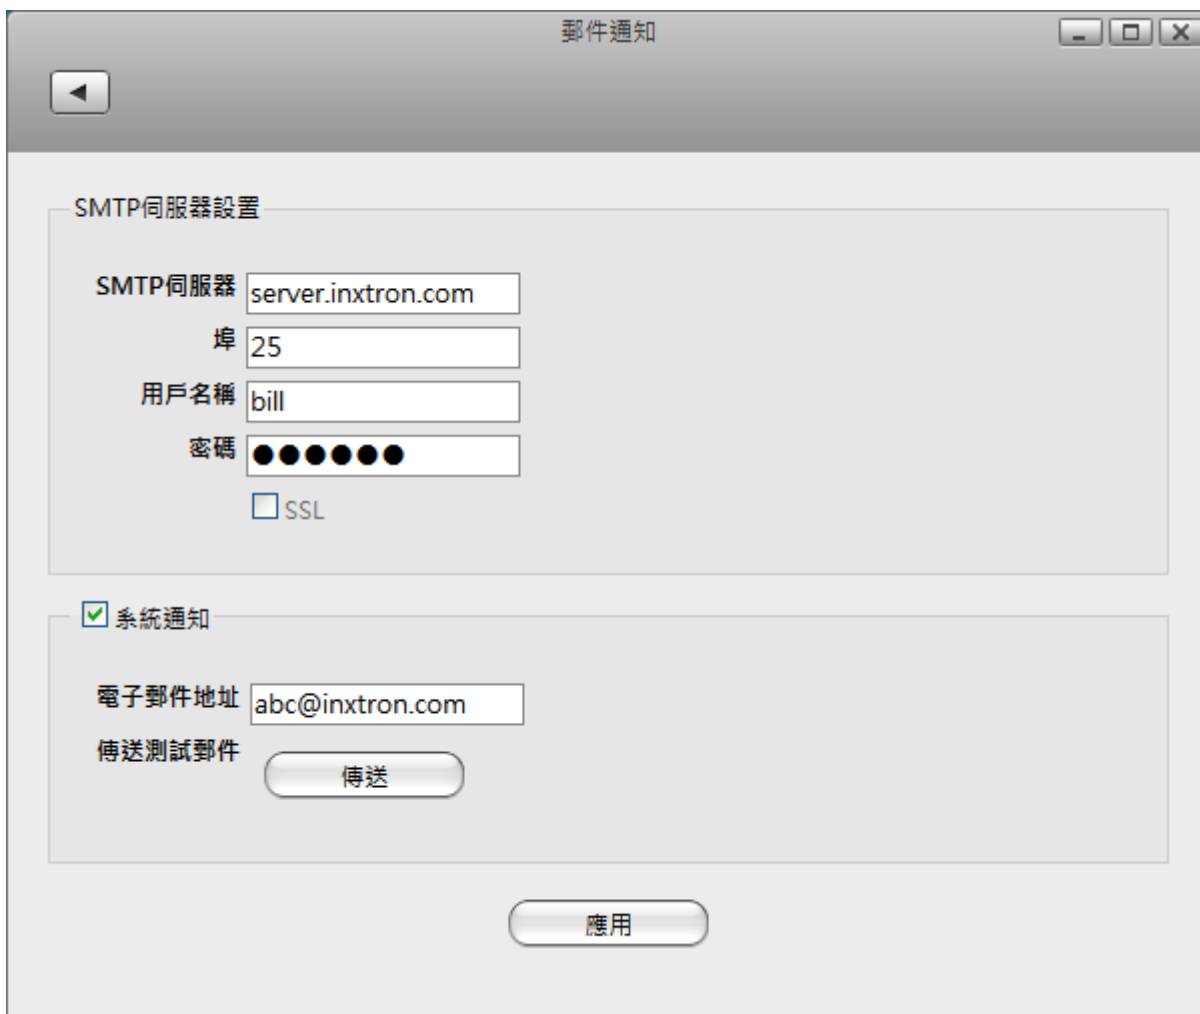 郵件通知
SMTP伺服器設置
SMTP伺服器 server.inxtron.com
埠 25
用戶名稱 bill
密碼 ●●●●●●
SSL
系統通知
電子郵件地址 abc@inxtron.com
傳送測試郵件
傳送
應用